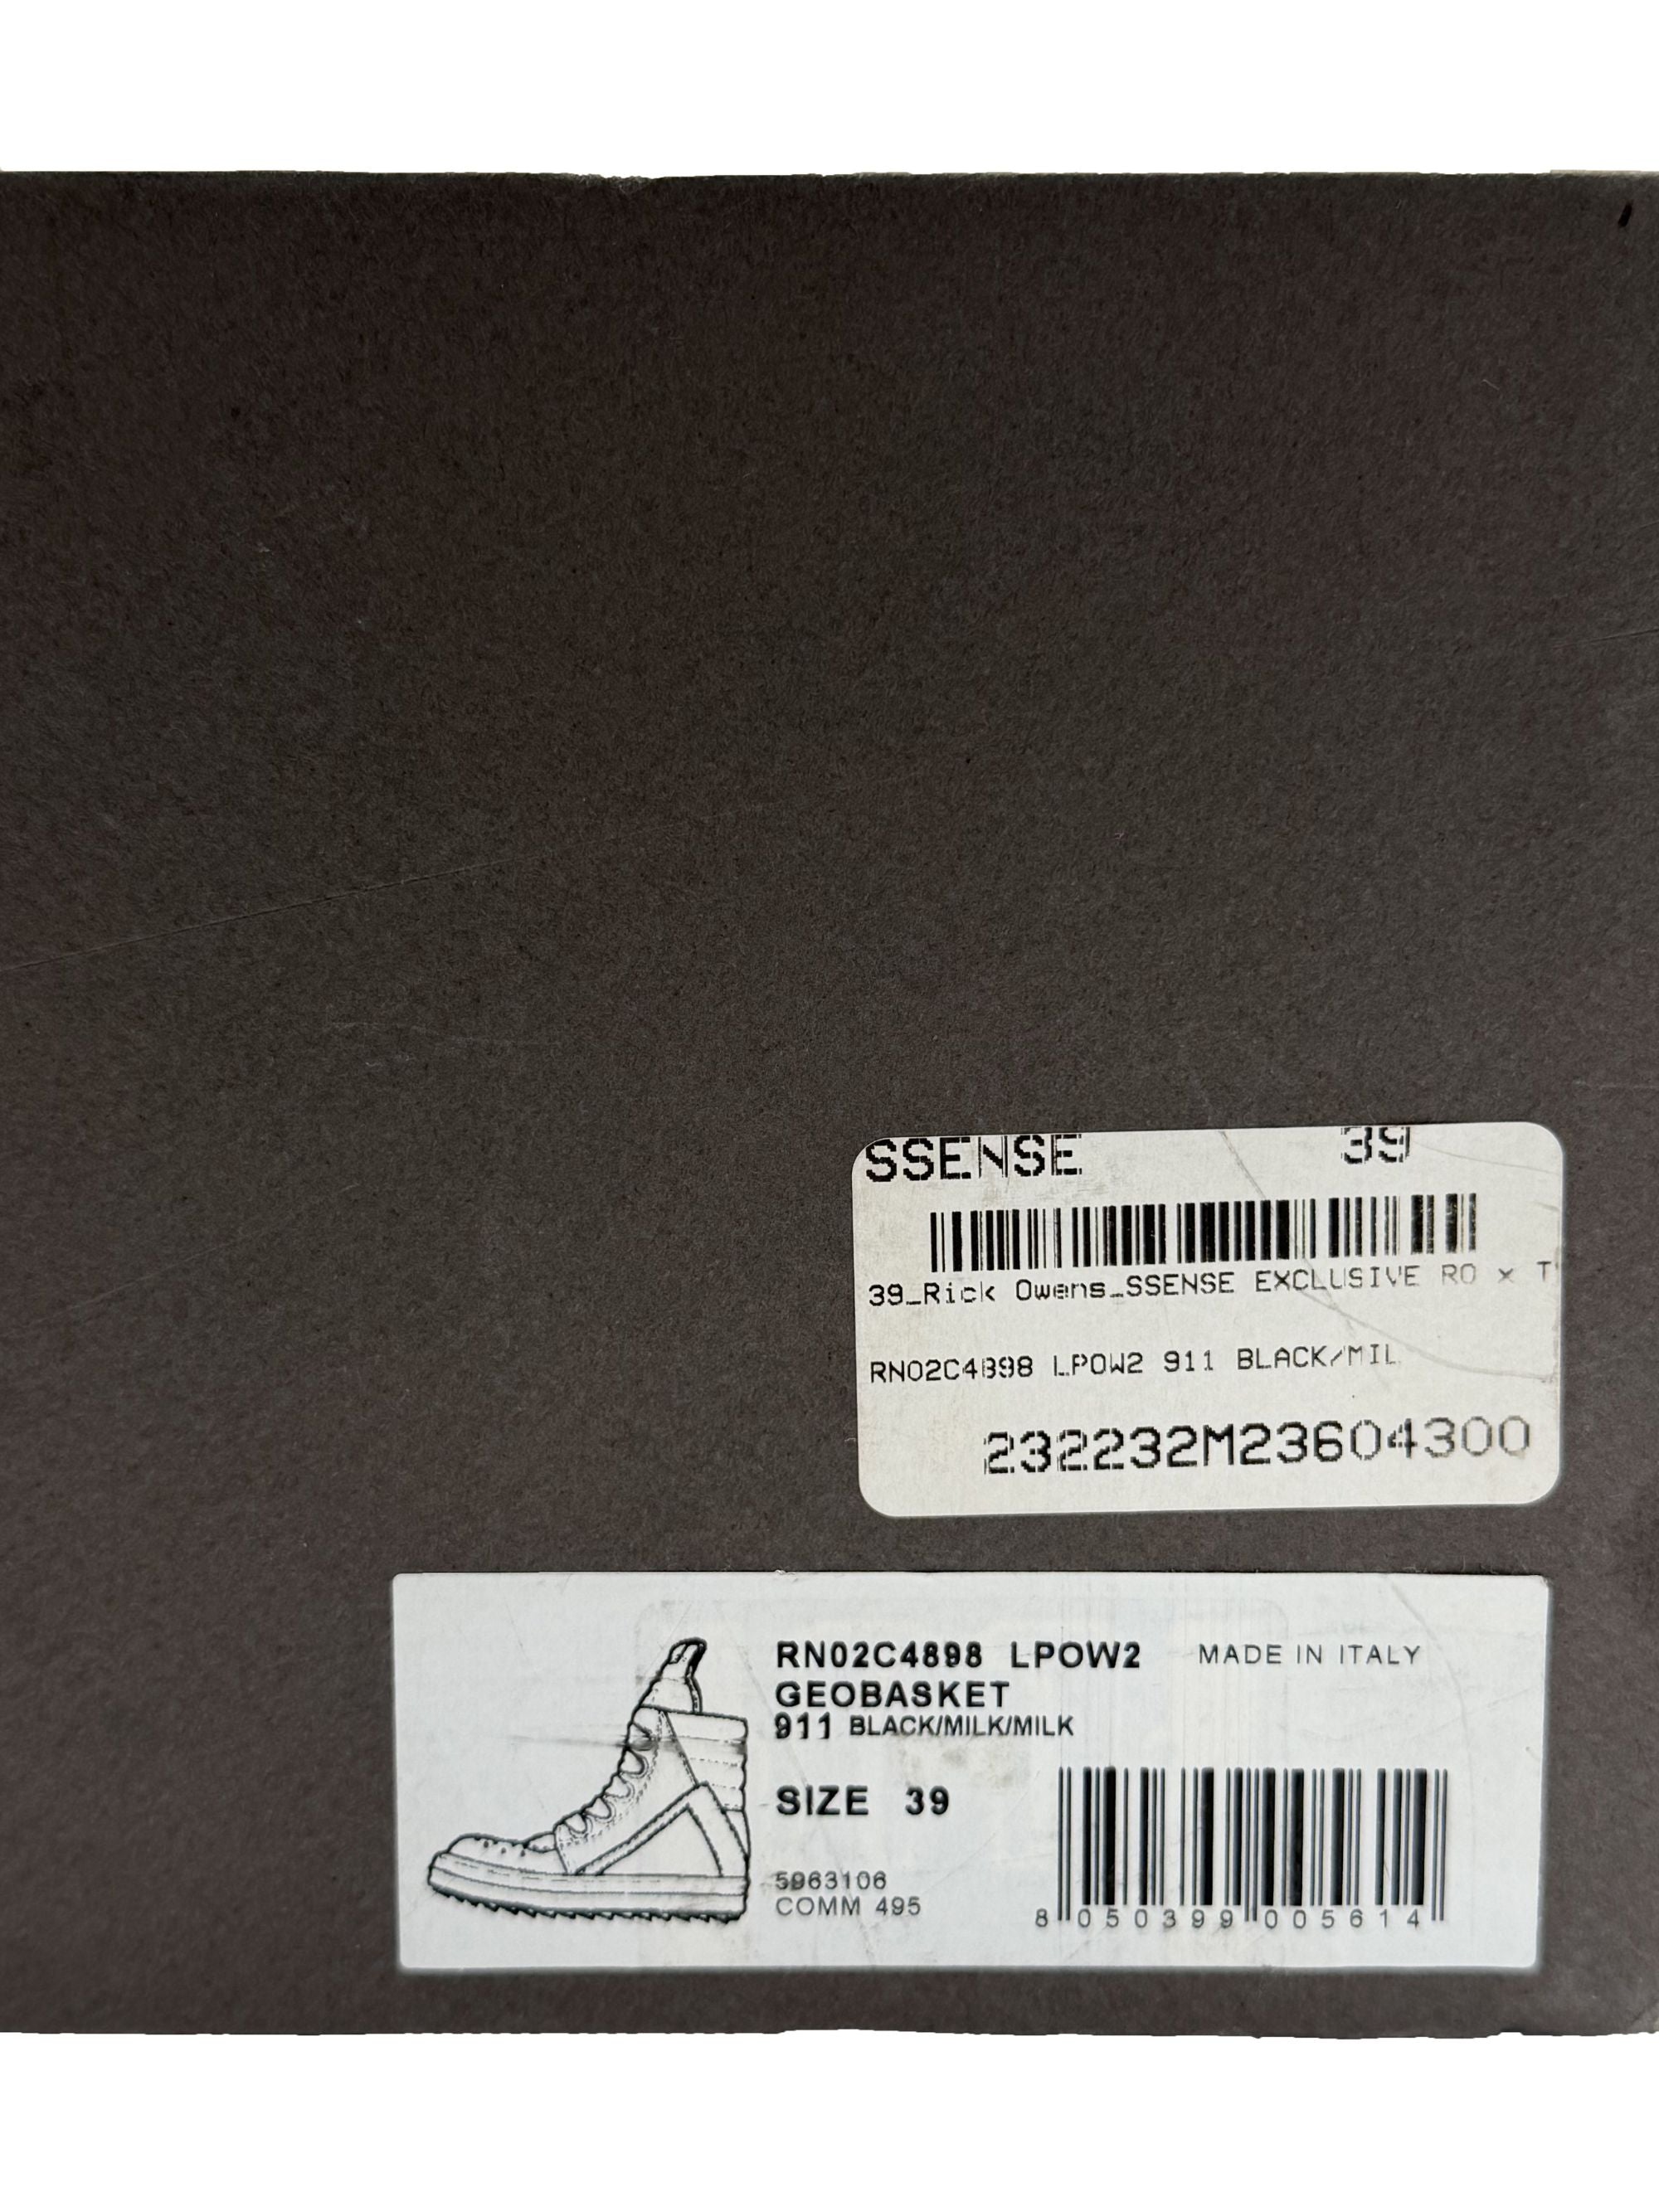 SSENSE 39
39_Rick Owens_SSENSE EXCLUSIVE RO x
RN02C4898 LPOW2 911 BLACK/MIL
232232M23604300
RN02C4898 LPOW2 MADE IN ITALY
GEOBASKET
911 BLACK/MILK/MILK
SIZE 39
5963106
COMM 495
8 050399 005614